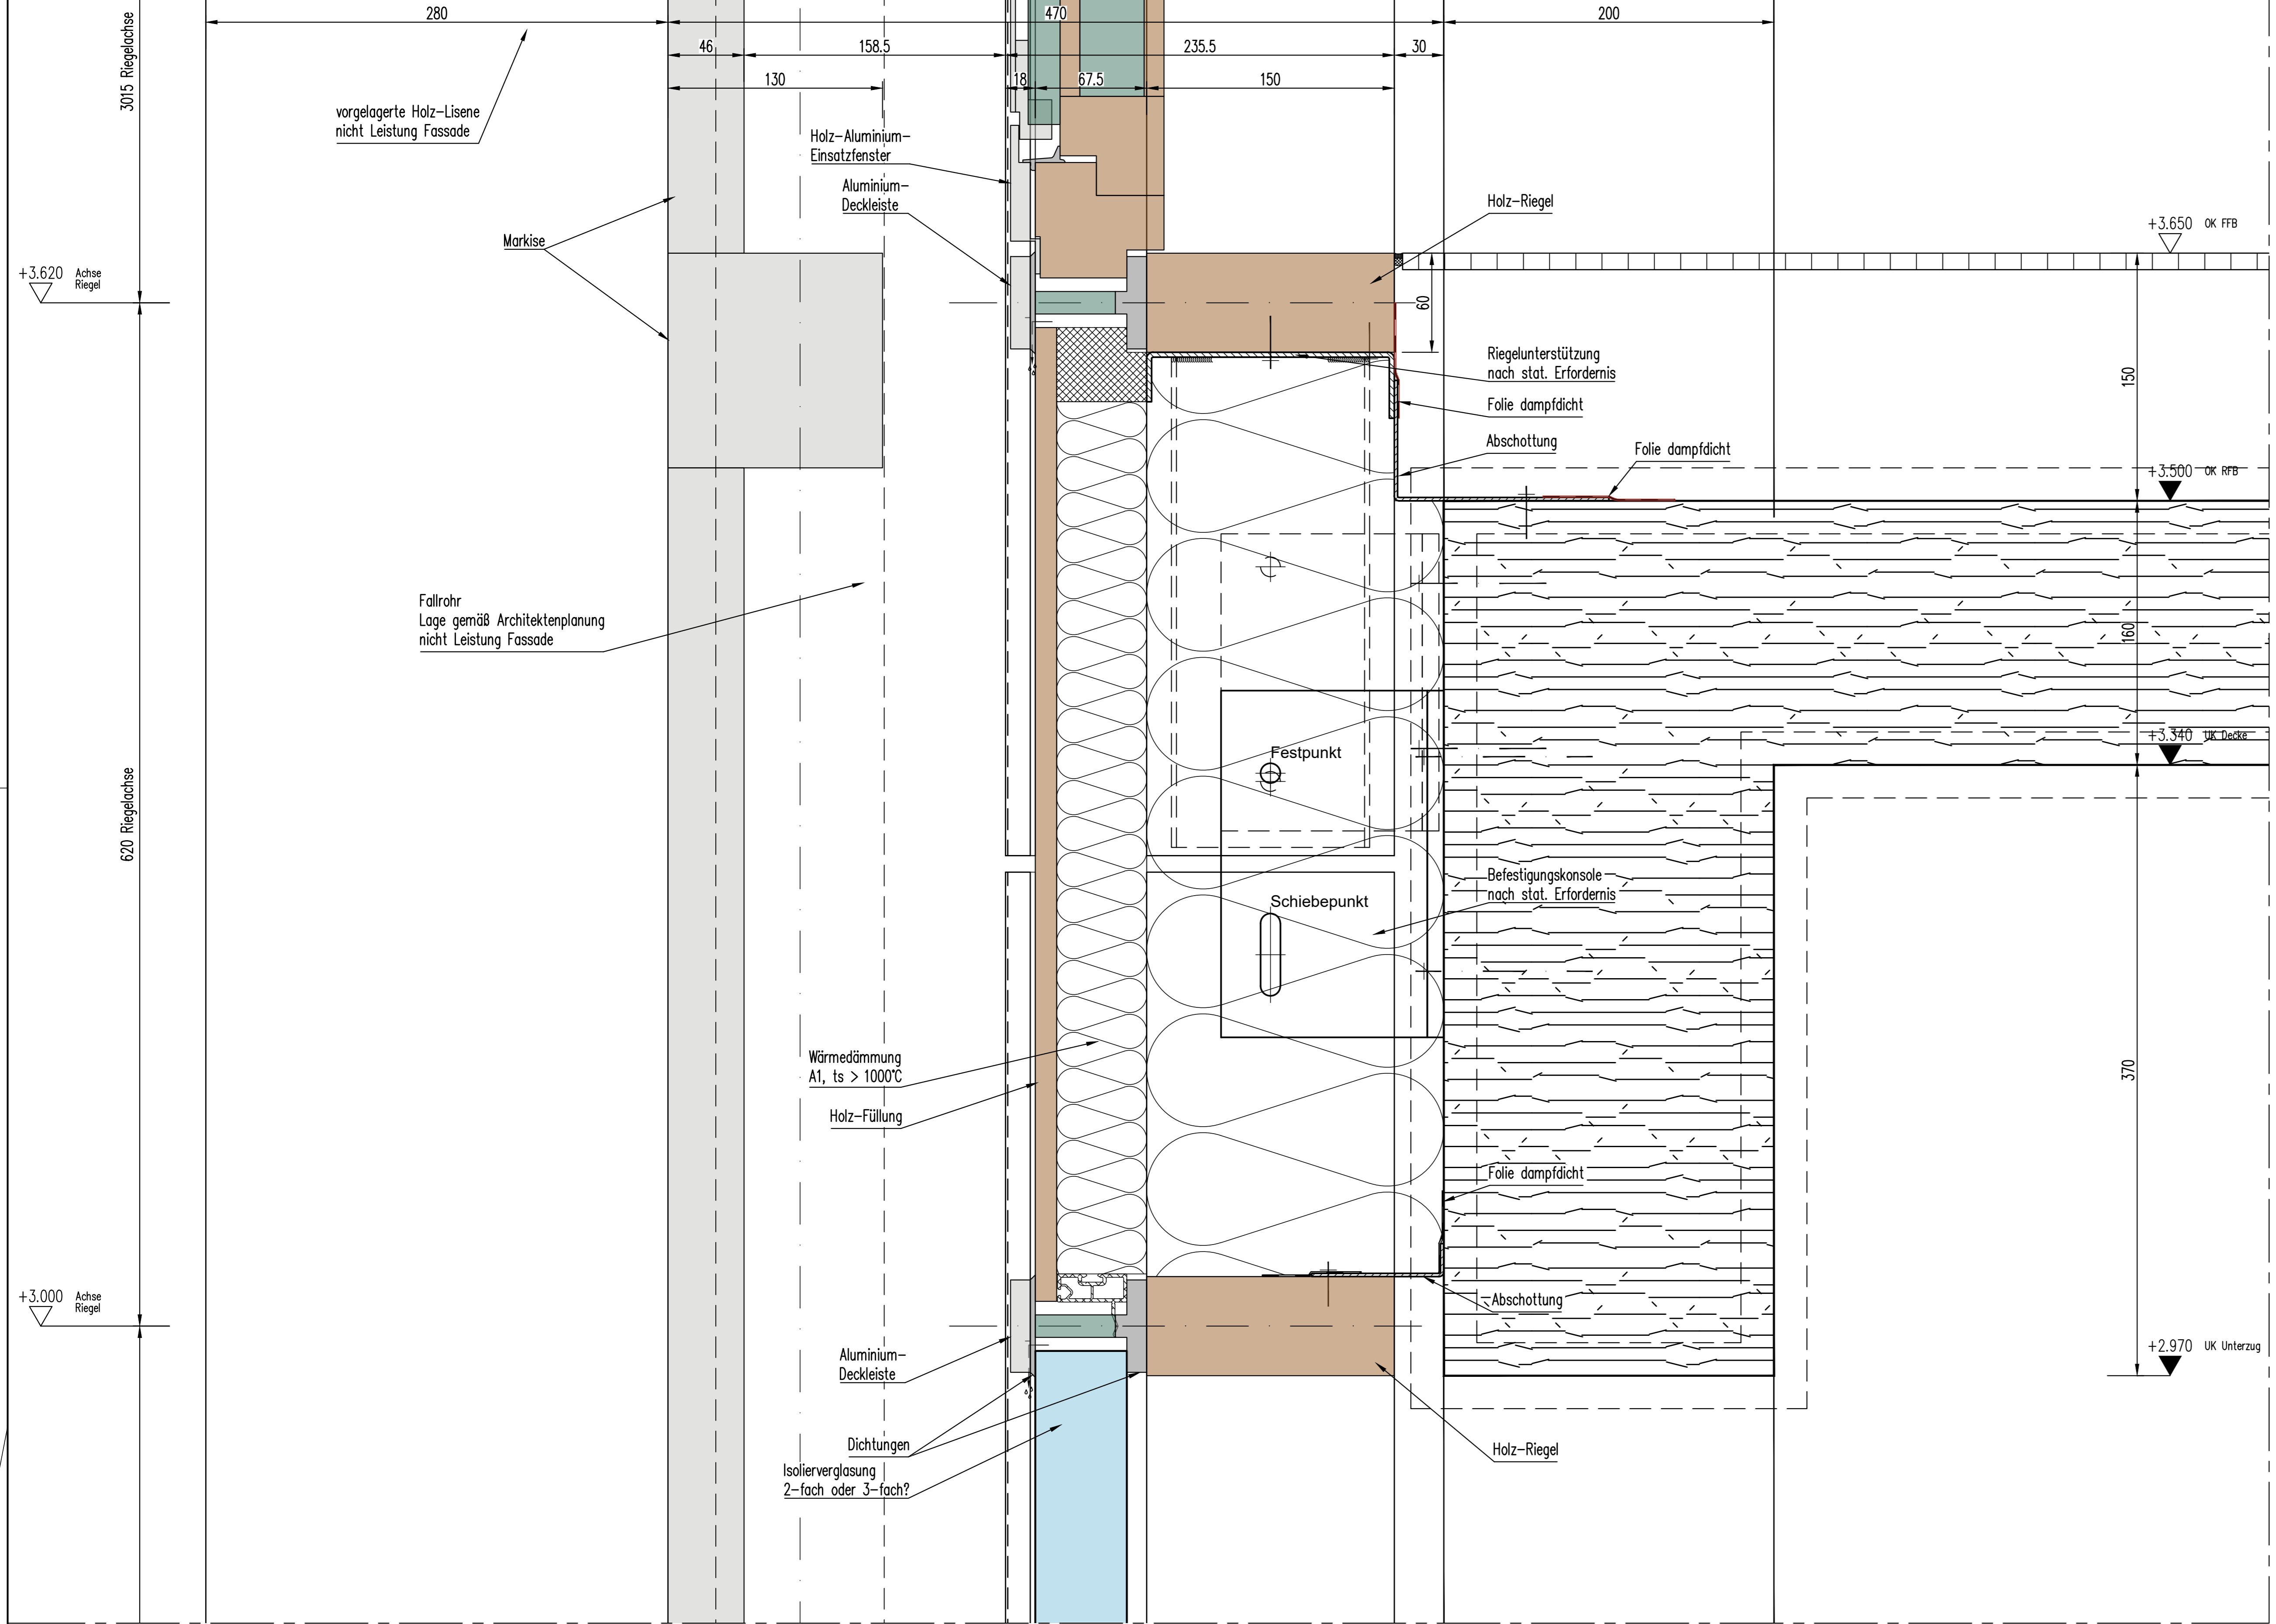 280
470
200
46
158.5
235.5
30
130
18
67.5
150
3015 Riegelachse
vorgelagerte Holz-Lisene
nicht Leistung Fassade
Holz-Aluminium-
Einsatzfenster
Aluminium-
Deckleiste
Markise
Holz-Riegel
+3.650 OK FFB
+3.620 Achse
Riegel
60
Riegelunterstützung
nach stat. Erfordernis
150
Folie dampfdicht
Abschottung
Folie dampfdicht
+3.500 OK RFB
Fallrohr
Lage gemäß Architektenplanung
nicht Leistung Fassade
160
+3.340 UK Decke
Festpunkt
620 Riegelachse
Befestigungskonsole
nach stat. Erfordernis
Schiebepunkt
Wärmedämmung
A1, ts > 1000°C
370
Holz-Füllung
Folie dampfdicht
+3.000 Achse
Riegel
Abschottung
+2.970 UK Unterzug
Aluminium-
Deckleiste
Dichtungen
Holz-Riegel
Isolierverglasung
2-fach oder 3-fach?